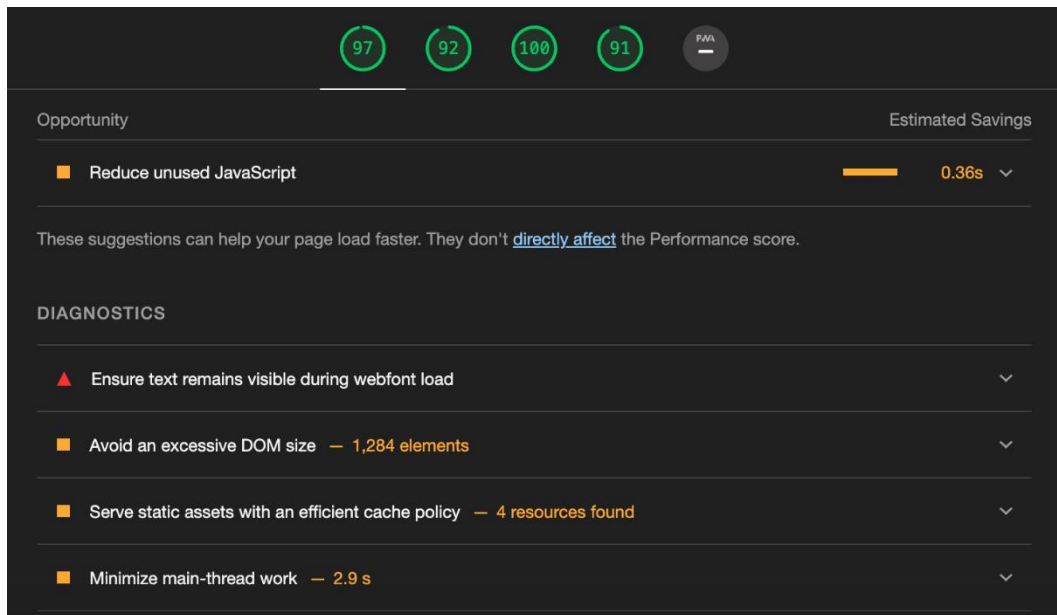 97 92 100 91 PWA
Opportunity Estimated Savings
Reduce unused JavaScript 0.36s
These suggestions can help your page load faster. They don't directly affect the Performance score.
DIAGNOSTICS
Ensure text remains visible during webfont load
Avoid an excessive DOM size — 1,284 elements
Serve static assets with an efficient cache policy — 4 resources found
Minimize main-thread work — 2.9 s